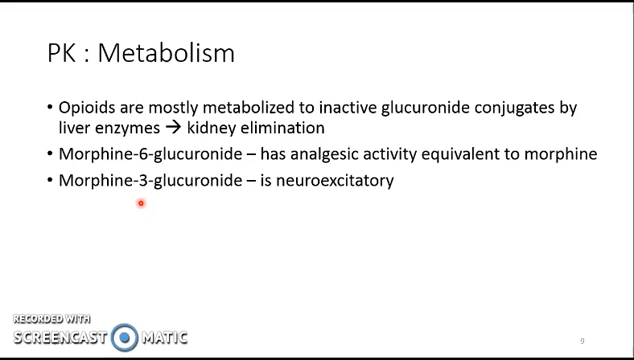 PK : Metabolism
• Opioids are mostly metabolized to inactive glucuronide conjugates by
liver enzymes → kidney elimination
• Morphine-6-glucuronide – has analgesic activity equivalent to morphine
• Morphine-3-glucuronide – is neuroexcitatory
RECORDED WITH
SCREENCAST MATIC
9